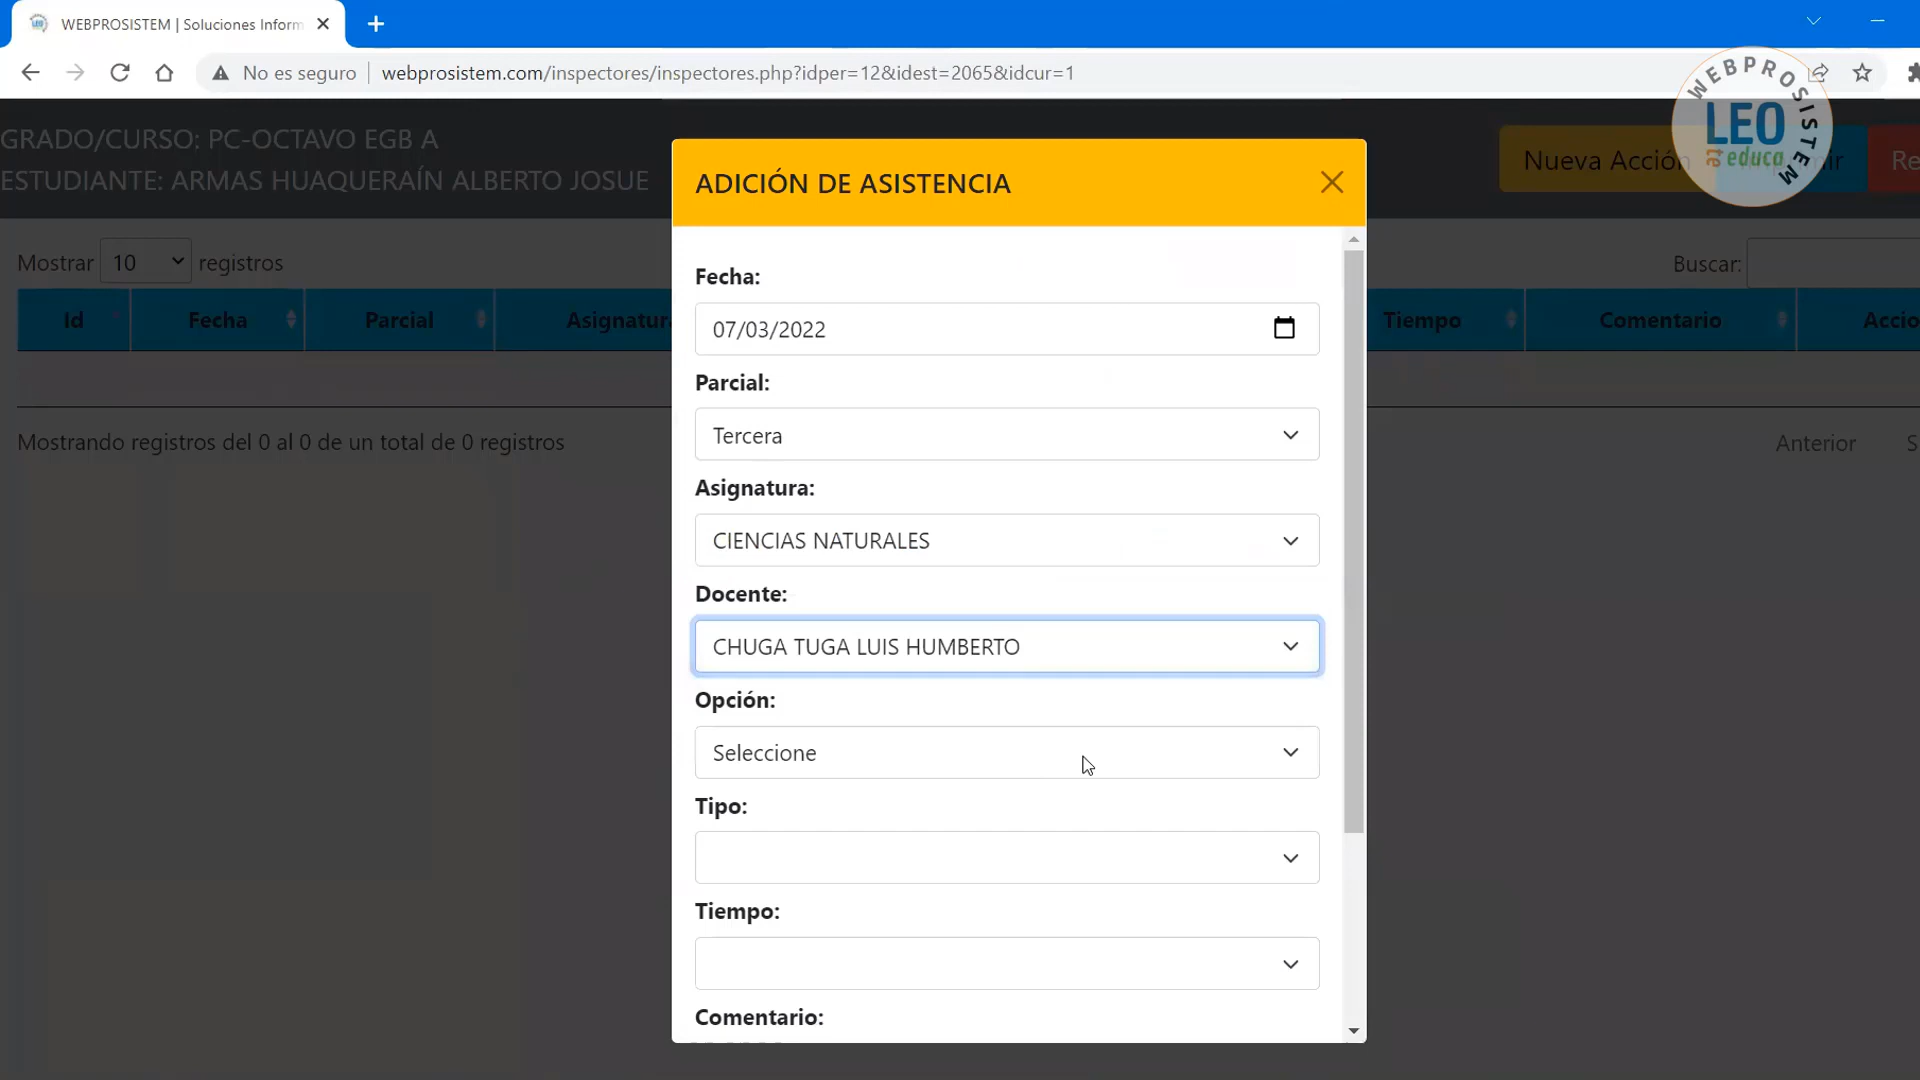 WEBPROSISTEM | Soluciones Inform
No es seguro
webprosistem.com/inspectores/inspectores.php?idper=12&idest=2065&idcur=1
WEBPROSISTEM
LEO
te educa
GRADO/CURSO: PC-OCTAVO EGB A
ESTUDIANTE: ARMAS HUAQUERAÍN ALBERTO JOSUE
Nueva Acción
Re
Mostrar 10 registros
Buscar:
Id Fecha Parcial Asignatura Tiempo Comentario Accio
Mostrando registros del 0 al 0 de un total de 0 registros
Anterior S
ADICIÓN DE ASISTENCIA
Fecha:
07/03/2022
Parcial:
Tercera
Asignatura:
CIENCIAS NATURALES
Docente:
CHUGA TUGA LUIS HUMBERTO
Opción:
Seleccione
Tipo:
Tiempo:
Comentario: